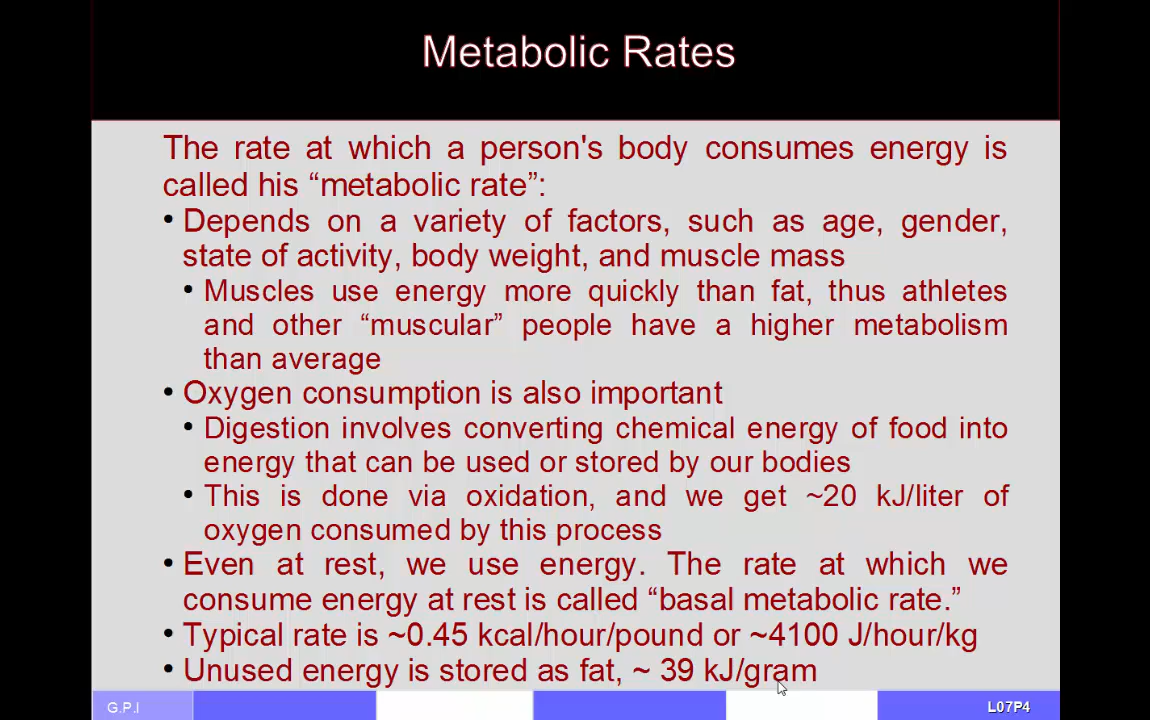 Metabolic Rates
The rate at which a person's body consumes energy is
called his “metabolic rate”:
• Depends on a variety of factors, such as age, gender,
state of activity, body weight, and muscle mass
• Muscles use energy more quickly than fat, thus athletes
and other “muscular” people have a higher metabolism
than average
• Oxygen consumption is also important
• Digestion involves converting chemical energy of food into
energy that can be used or stored by our bodies
• This is done via oxidation, and we get ~20 kJ/liter of
oxygen consumed by this process
• Even at rest, we use energy. The rate at which we
consume energy at rest is called “basal metabolic rate.”
• Typical rate is ~0.45 kcal/hour/pound or ~4100 J/hour/kg
• Unused energy is stored as fat, ~ 39 kJ/gram
G.P.I
L07P4